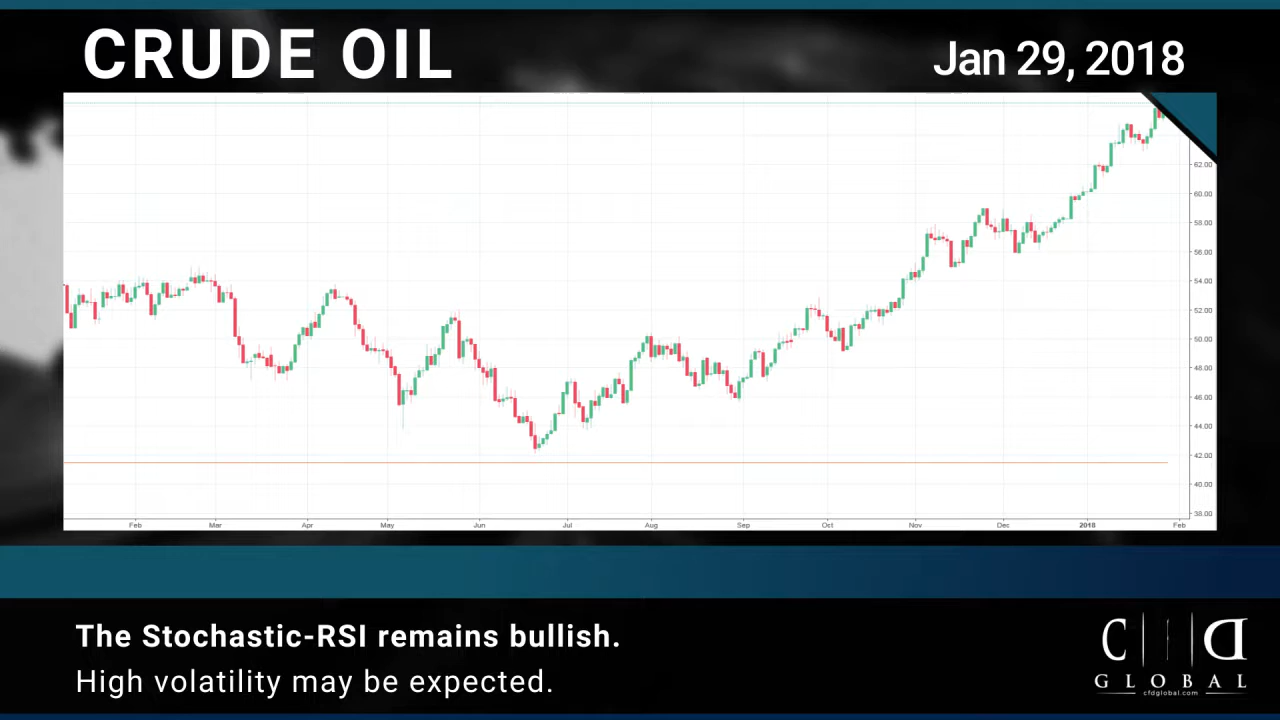 CRUDE OIL
Jan 29, 2018
62.00
60.00
58.00
56.00
54.00
52.00
50.00
48.00
46.00
44.00
42.00
40.00
38.00
Feb Mar Apr May Jun Jul Aug Sep Oct Nov Dec 2018 Feb
The Stochastic-RSI remains bullish.
High volatility may be expected.
CFD
GLOBAL
cfdglobal.com